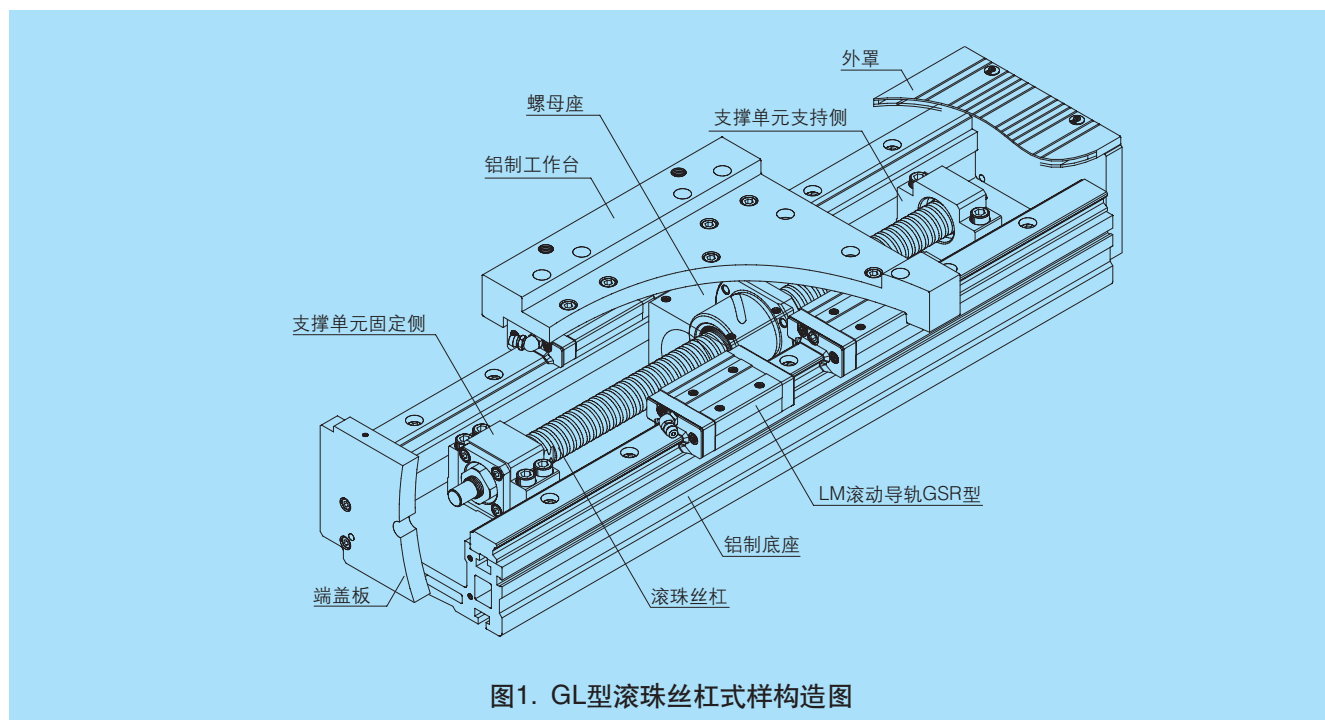 外罩
螺母座
支撑单元支持侧
铝制工作台
支撑单元固定侧
LM滚动导轨GSR型
铝制底座
端盖板
滚珠丝杠
图1. GL型滚珠丝杠式样构造图